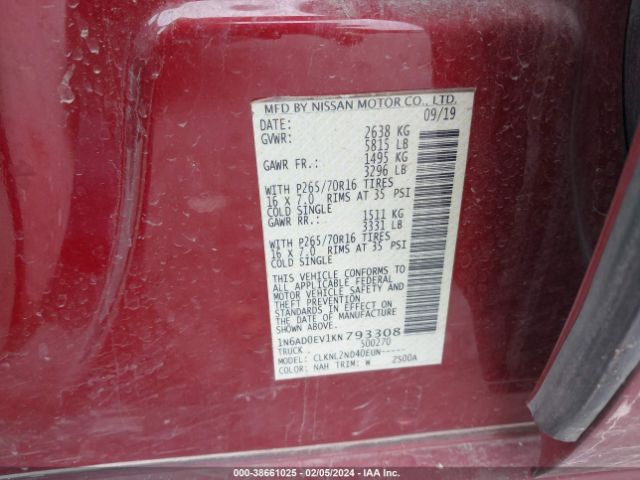 MFD BY NISSAN MOTOR CO., LTD.
DATE: 09/19
GVWR: 2638 KG
5815 LB
GAWR FR.: 1495 KG
3296 LB
WITH P265/70R16 TIRES
16 X 7.0 RIMS AT 35 PSI
COLD SINGLE
GAWR RR.: 1511 KG
3331 LB
WITH P265/70R16 TIRES
16 X 7.0 RIMS AT 35 PSI
COLD SINGLE
THIS VEHICLE CONFORMS TO
ALL APPLICABLE FEDERAL
MOTOR VEHICLE SAFETY AND
THEFT PREVENTION
STANDARDS IN EFFECT ON
THE DATE OF MANUFACTURE
SHOWN ABOVE.
1N6AD0EV1KN793308
TRUCK 500270
MODEL: CLKNLZND40EUN-----
COLOR: NAH TRIM: W 2500A
000-38661025 - 02/05/2024 - IAA Inc.